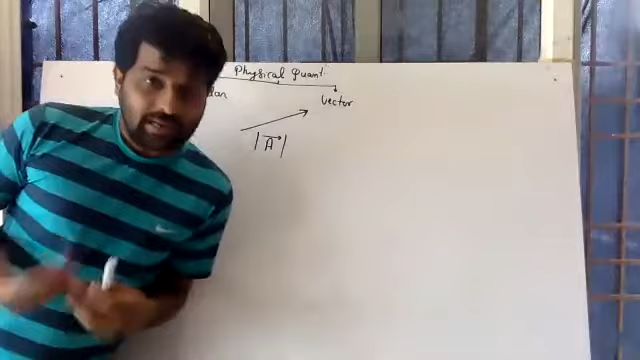 Physical Quant
Vector
|A⃗|